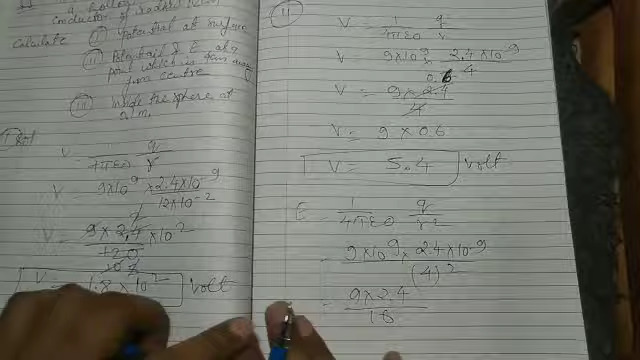 a hollow
conductor of radius
Calculate (i) Potential at surface
(ii) Potential & E at a
point which is 4m away
from centre
(iii) Inside the sphere at
V = q / 4πε0 r
V = 9×10^9 × 2.4×10^-9 / 12×10^-2
V = 9×2.4 / 120 ×10^2
V = 1.8×10^2 volt
(ii) V = 1/4πε0 q/r
V = 9×10^9 × 2.4×10^-9 / 4
0.6
V = 9×2.4 / 4
V = 9×0.6
V = 5.4 volt
E = 1/4πε0 q/r^2
= 9×10^9 × 2.4×10^-9 / (4)^2
= 9×2.4 / 16